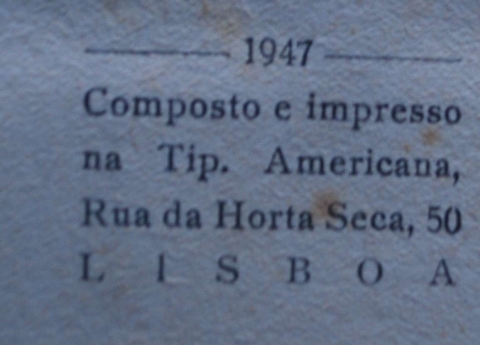 1947
Composto e impresso
na Tip. Americana,
Rua da Horta Seca, 50
LISBOA